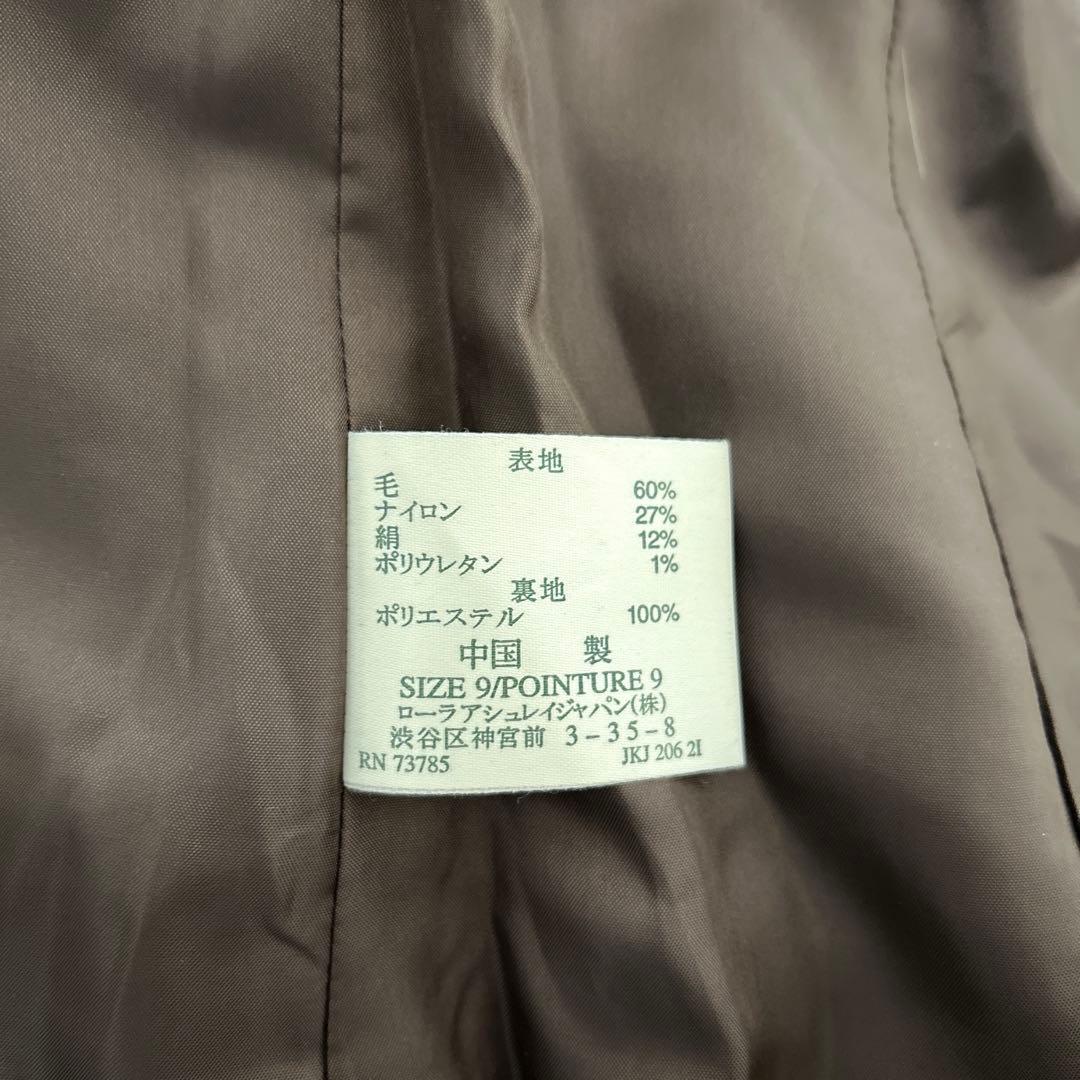 表地
毛 60%
ナイロン 27%
絹 12%
ポリウレタン 1%
裏地
ポリエステル 100%
中国 製
SIZE 9/POINTURE 9
ローラアシュレイジャパン(株)
渋谷区神宮前 3-35-8
RN 73785 JKJ 206 2I